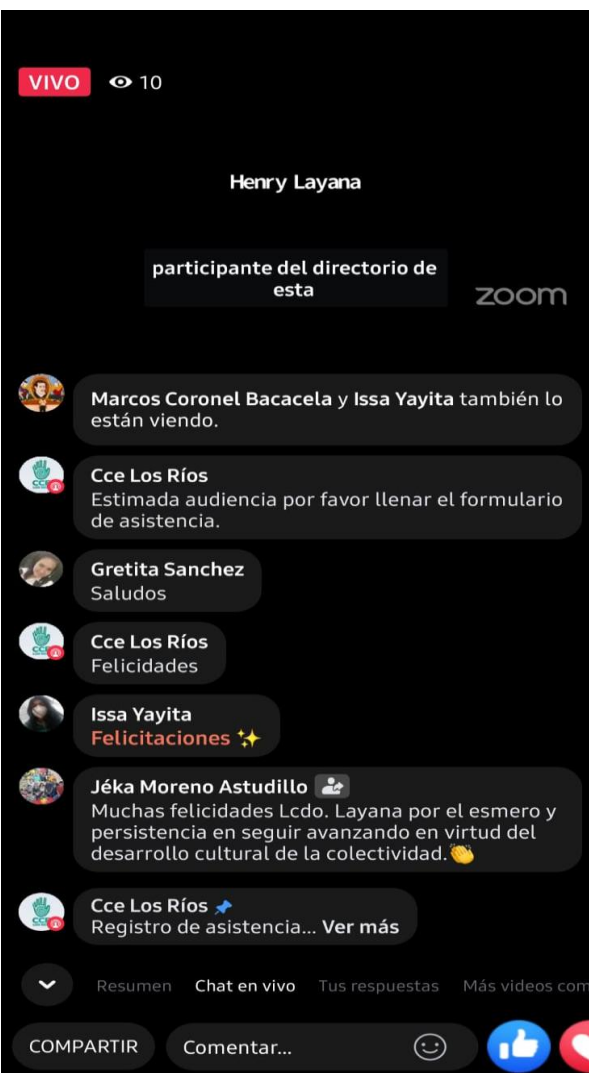 VIVO 10
Henry Layana
participante del directorio de
esta
zoom
Marcos Coronel Bacacela y Issa Yayita también lo
están viendo.
Cce Los Ríos
Estimada audiencia por favor llenar el formulario
de asistencia.
Gretita Sanchez
Saludos
Cce Los Ríos
Felicidades
Issa Yayita
Felicitaciones ✨
Jéka Moreno Astudillo
Muchas felicidades Lcdo. Layana por el esmero y
persistencia en seguir avanzando en virtud del
desarrollo cultural de la colectividad.👏
Cce Los Ríos 📌
Registro de asistencia... Ver más
Resumen Chat en vivo Tus respuestas Más videos com
COMPARTIR Comentar...